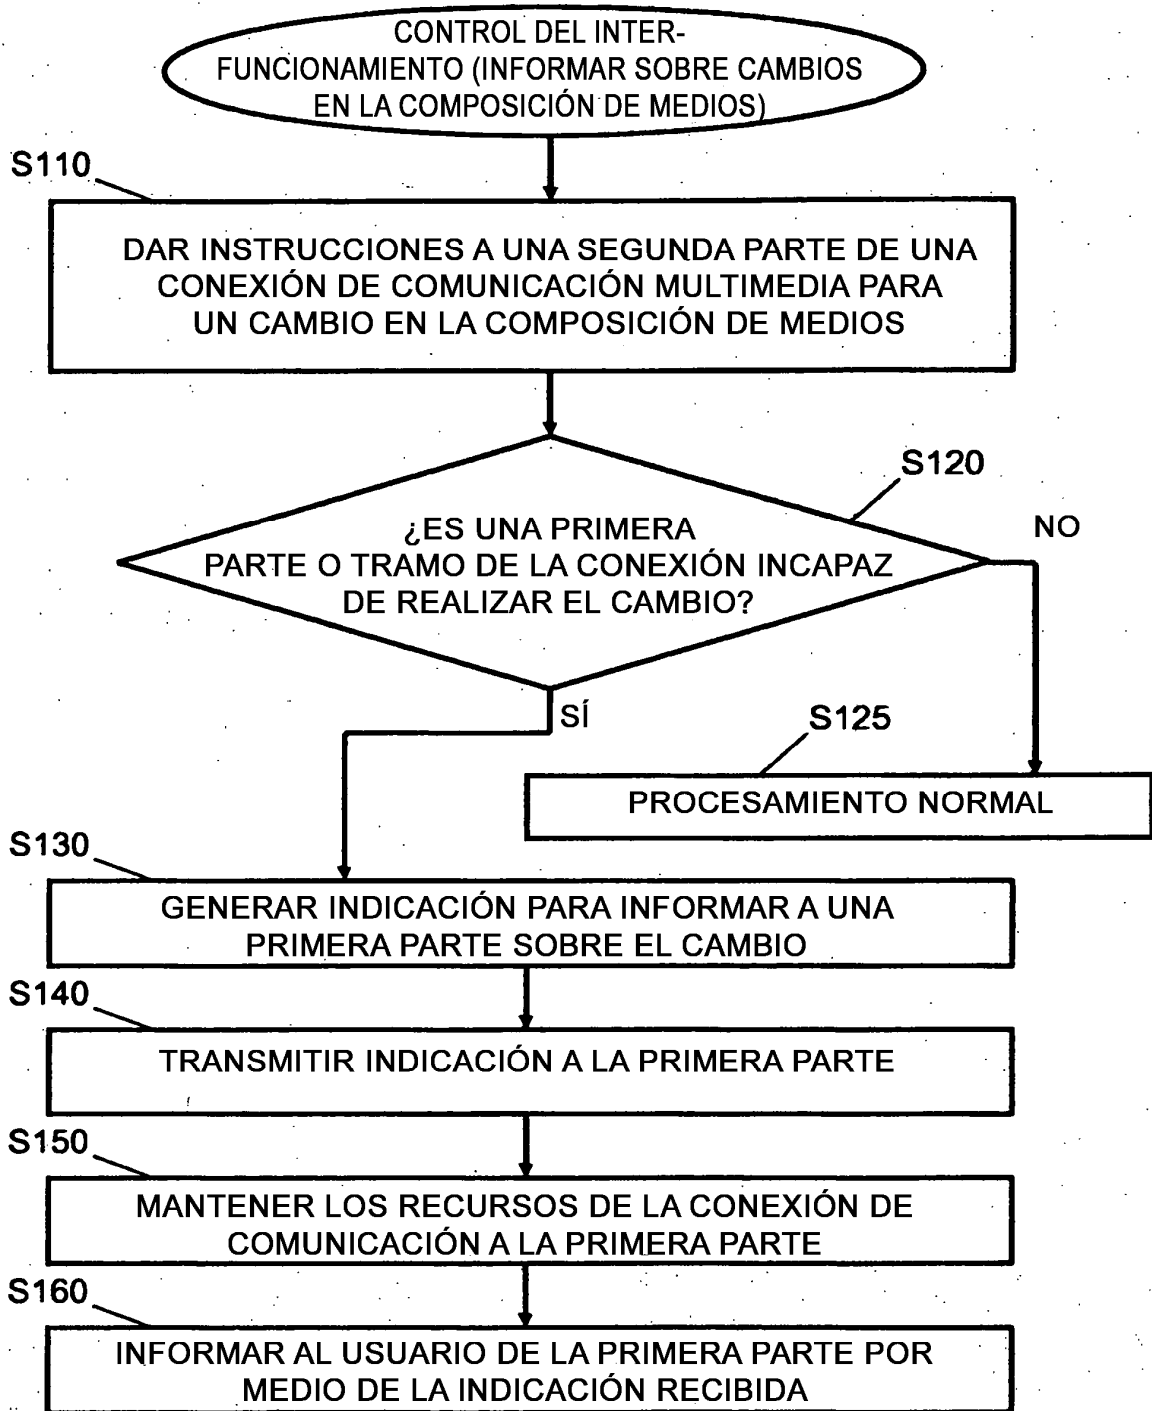 CONTROL DEL INTER-
FUNCIONAMIENTO (INFORMAR SOBRE CAMBIOS
EN LA COMPOSICIÓN DE MEDIOS)
S110
DAR INSTRUCCIONES A UNA SEGUNDA PARTE DE UNA
CONEXIÓN DE COMUNICACIÓN MULTIMEDIA PARA
UN CAMBIO EN LA COMPOSICIÓN DE MEDIOS
S120
¿ES UNA PRIMERA
PARTE O TRAMO DE LA CONEXIÓN INCAPAZ
DE REALIZAR EL CAMBIO?
NO
SÍ
S125
PROCESAMIENTO NORMAL
S130
GENERAR INDICACIÓN PARA INFORMAR A UNA
PRIMERA PARTE SOBRE EL CAMBIO
S140
TRANSMITIR INDICACIÓN A LA PRIMERA PARTE
S150
MANTENER LOS RECURSOS DE LA CONEXIÓN DE
COMUNICACIÓN A LA PRIMERA PARTE
S160
INFORMAR AL USUARIO DE LA PRIMERA PARTE POR
MEDIO DE LA INDICACIÓN RECIBIDA